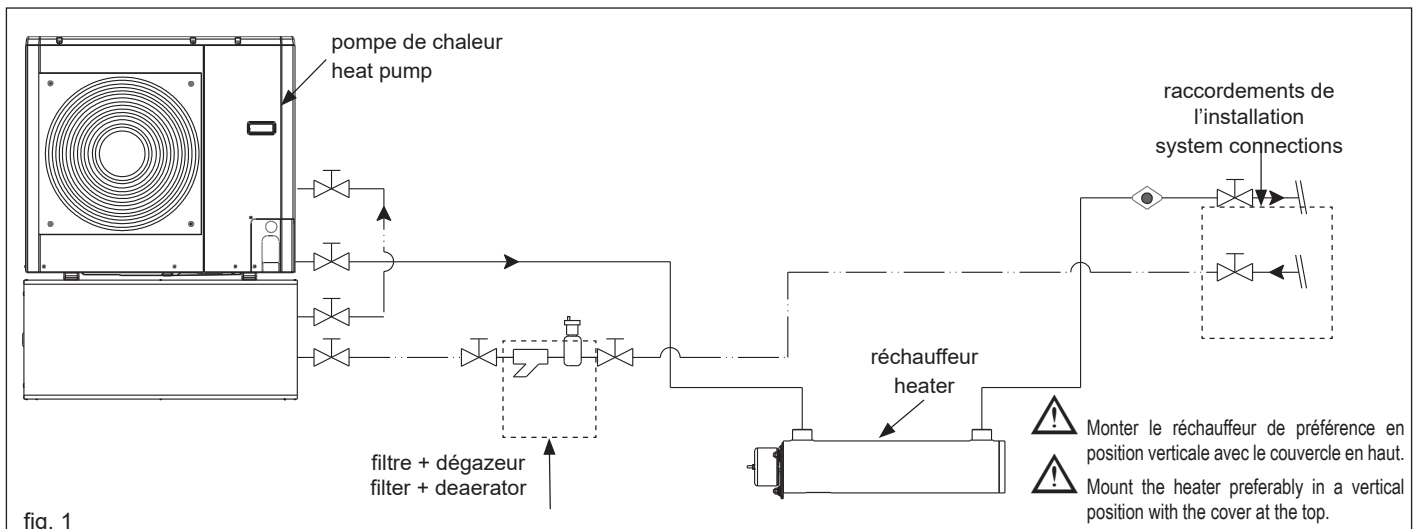 pompe de chaleur
heat pump
raccordements de
l'installation
system connections
réchauffeur
heater
filtre + dégazeur
filter + deaerator
Monter le réchauffeur de préférence en
position verticale avec le couvercle en haut.
Mount the heater preferably in a vertical
position with the cover at the top.
fig. 1